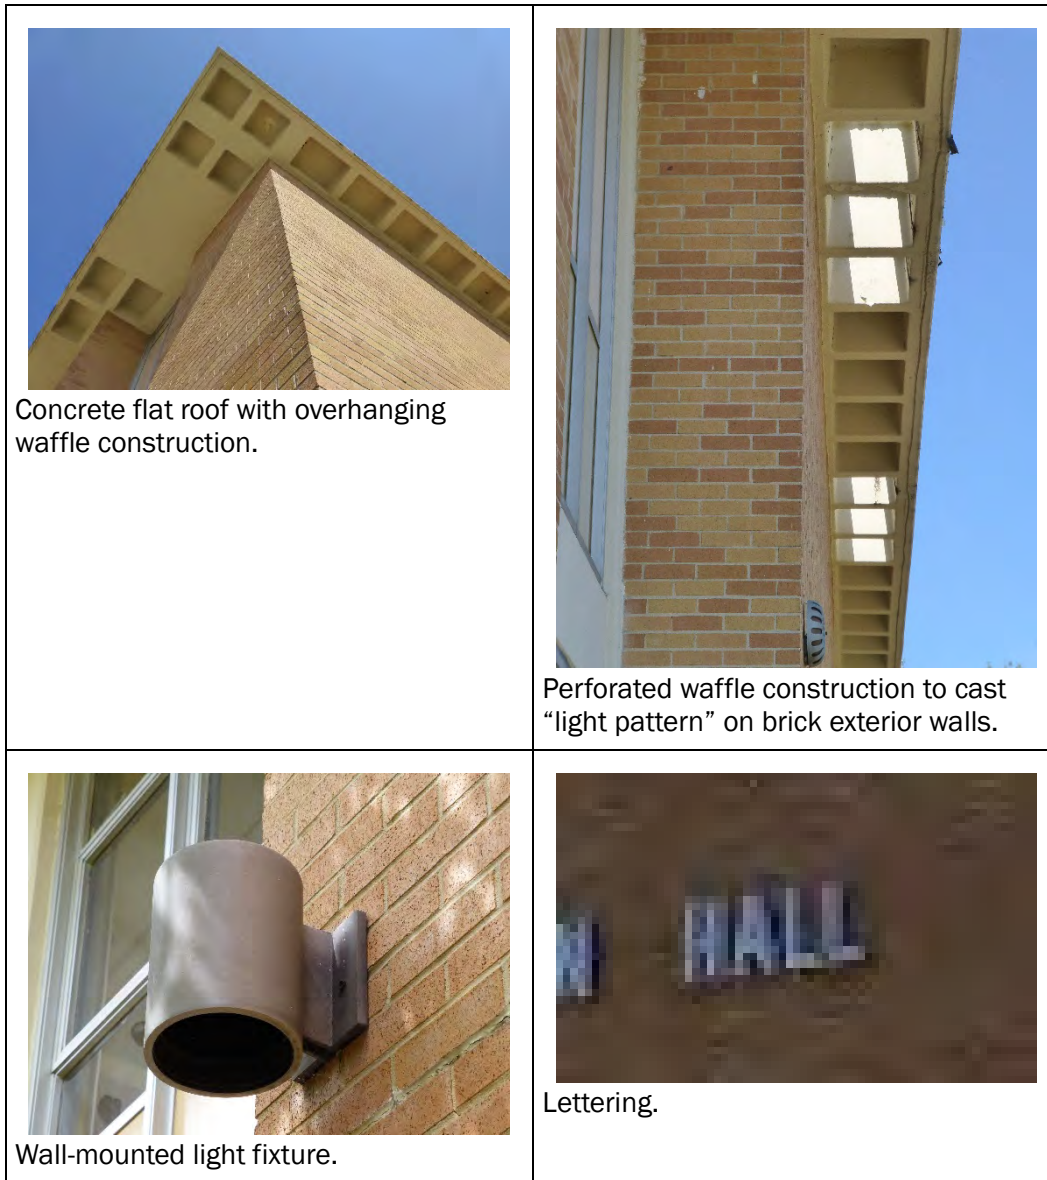 Concrete flat roof with overhanging
waffle construction.
Perforated waffle construction to cast
“light pattern” on brick exterior walls.
HALL
Wall-mounted light fixture.
Lettering.